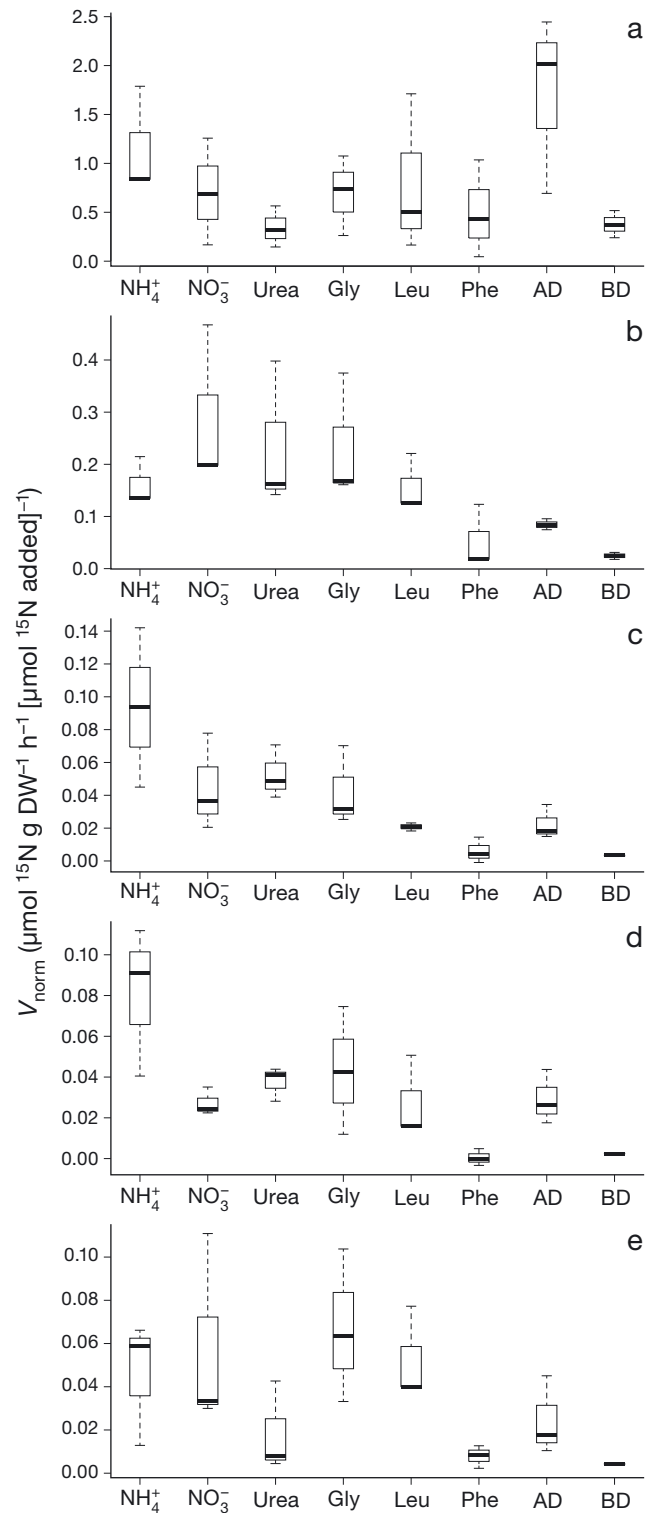 V_norm (µmol ¹⁵N g DW⁻¹ h⁻¹ [µmol ¹⁵N added]⁻¹)
a
2.5
2.0
1.5
1.0
0.5
0.0
NH₄⁺ NO₃⁻ Urea Gly Leu Phe AD BD
b
0.4
0.3
0.2
0.1
0.0
NH₄⁺ NO₃⁻ Urea Gly Leu Phe AD BD
c
0.14
0.12
0.10
0.08
0.06
0.04
0.02
0.00
NH₄⁺ NO₃⁻ Urea Gly Leu Phe AD BD
d
0.10
0.08
0.06
0.04
0.02
0.00
NH₄⁺ NO₃⁻ Urea Gly Leu Phe AD BD
e
0.10
0.08
0.06
0.04
0.02
0.00
NH₄⁺ NO₃⁻ Urea Gly Leu Phe AD BD